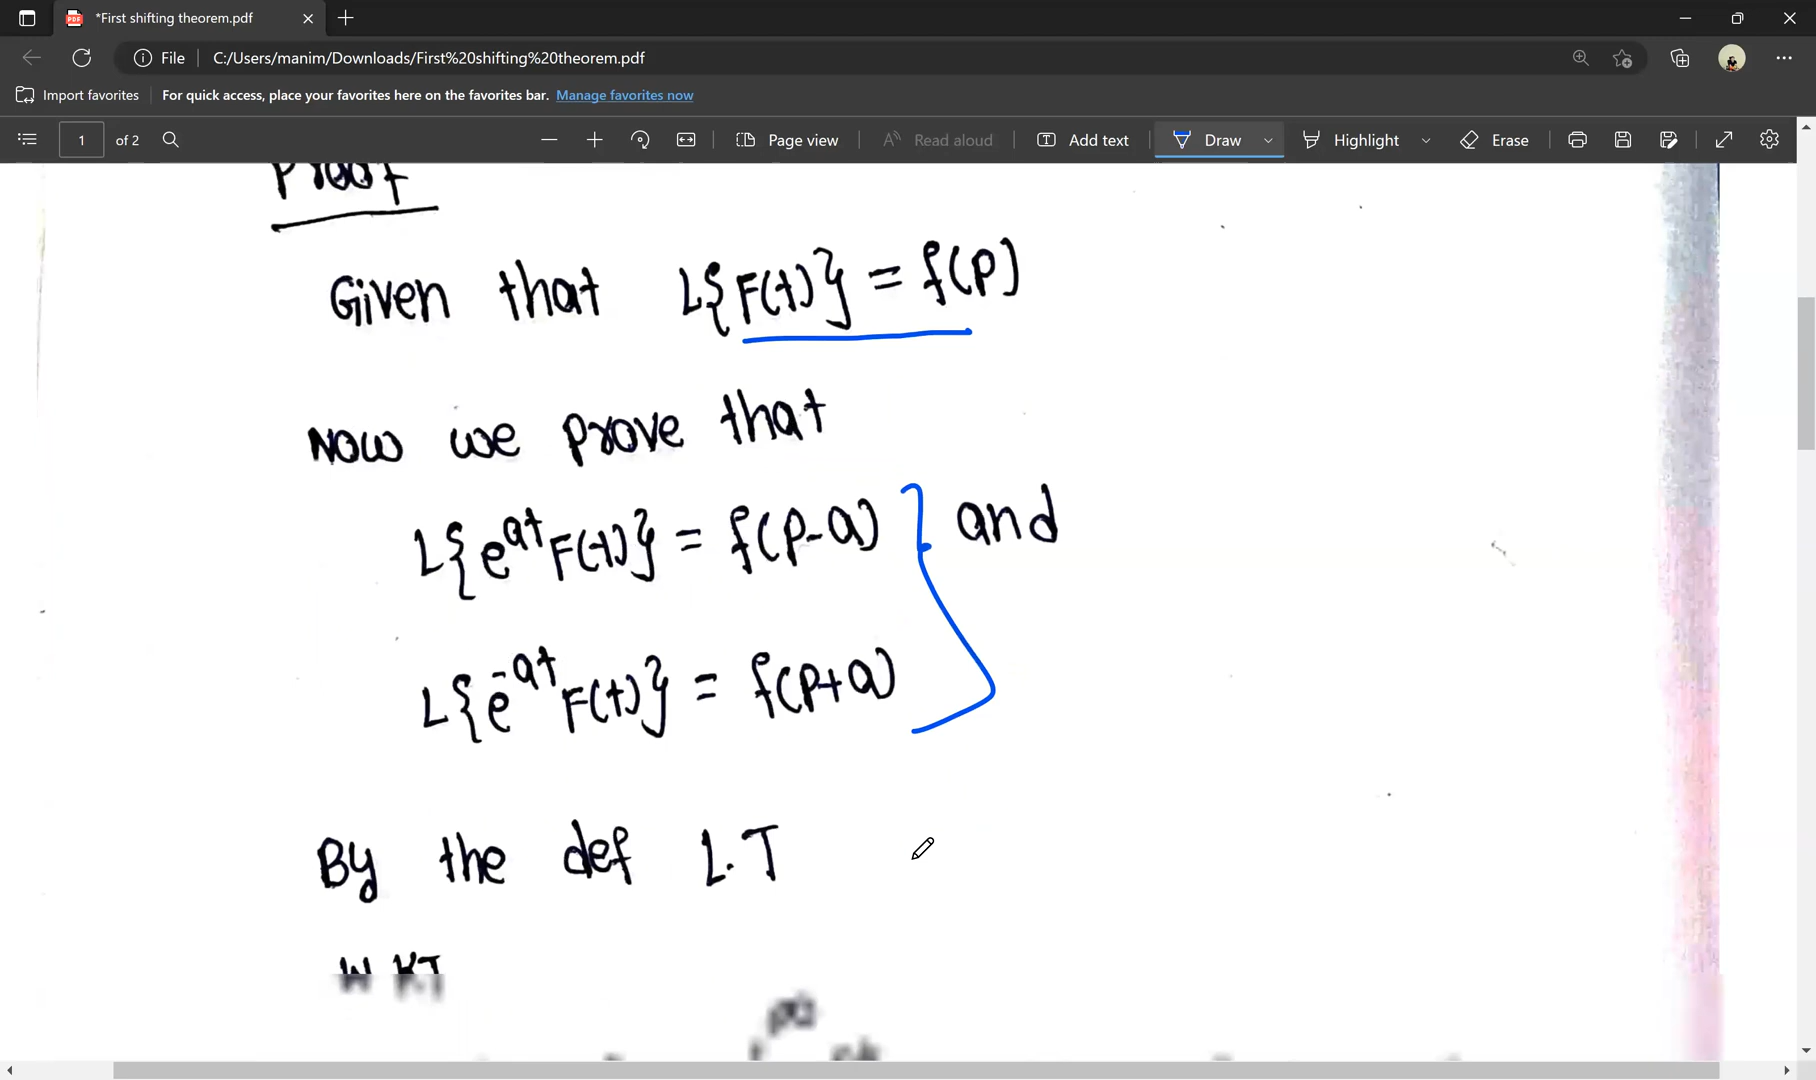 *First shifting theorem.pdf
File C:/Users/manim/Downloads/First%20shifting%20theorem.pdf
Import favorites For quick access, place your favorites here on the favorites bar. Manage favorites now
1 of 2 Page view Read aloud Add text Draw Highlight Erase
Proof
Given that L{F(t)} = f(p)
Now we prove that
L{e^{at} F(t)} = f(p-a) } and
L{e^{-at} F(t)} = f(p+a)
By the def L.T
W KT